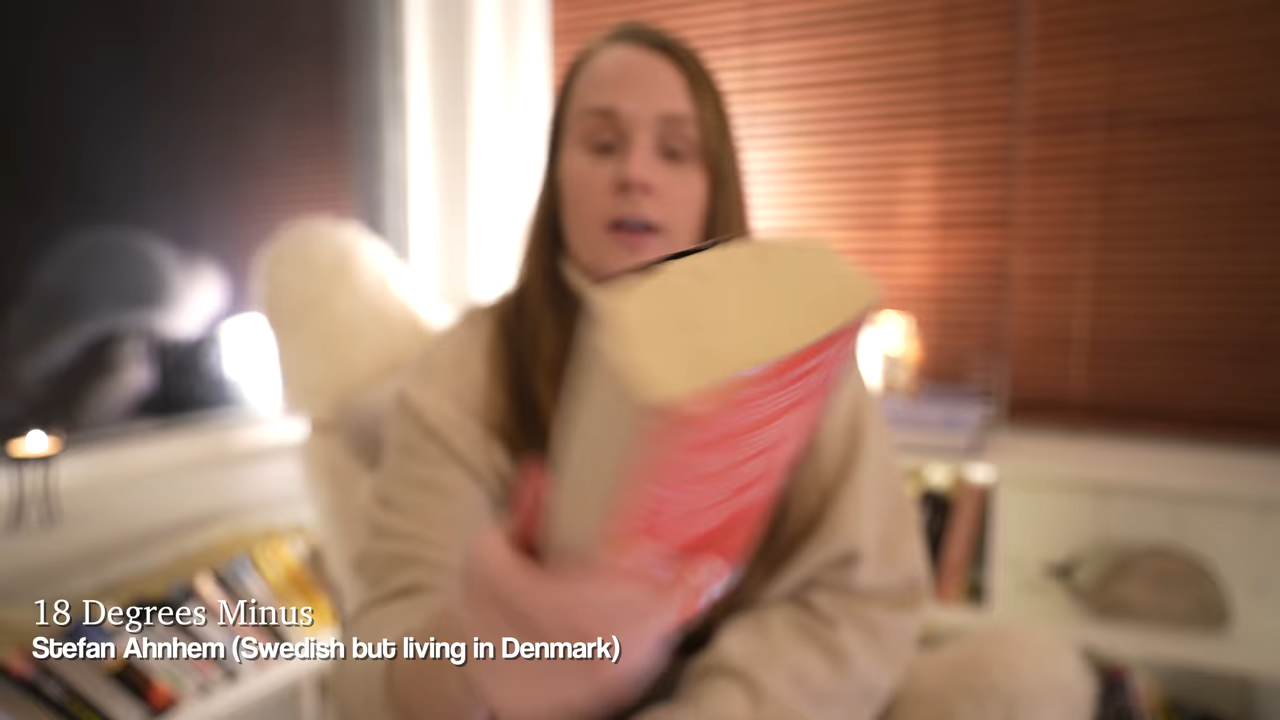 18 Degrees Minus
Stefan Ahnhem (Swedish but living in Denmark)